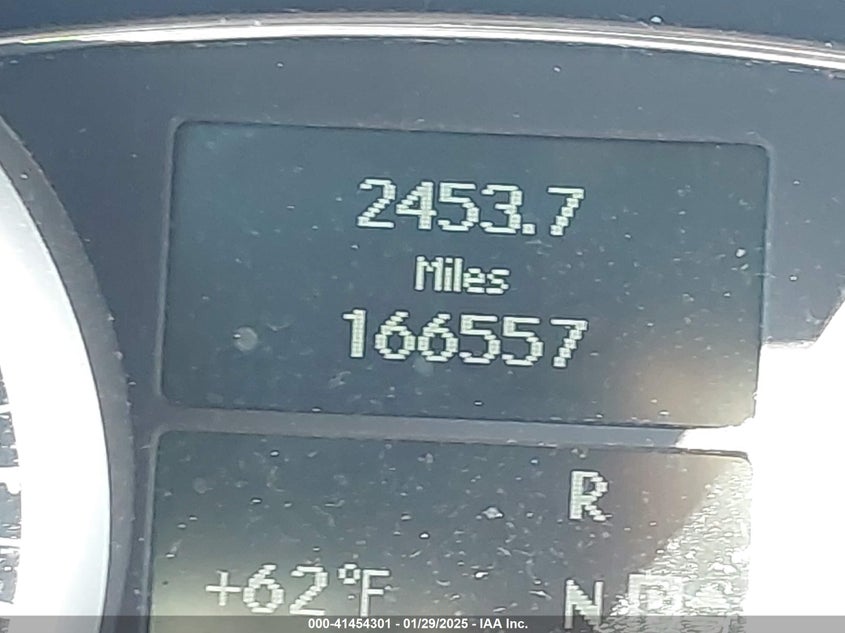 2453.7
Miles
166557
R
+62°F
N
000-41454301 - 01/29/2025 - IAA Inc.